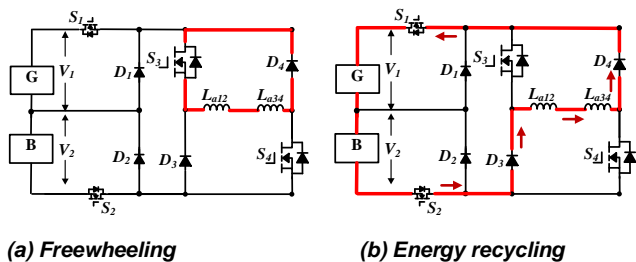 S1
S3
G
V1
D1
D4
La12
La34
B
V2
D2
D3
S4
S2
(a) Freewheeling
S1
S3
G
V1
D1
D4
La12
La34
B
V2
D2
D3
S4
S2
(b) Energy recycling